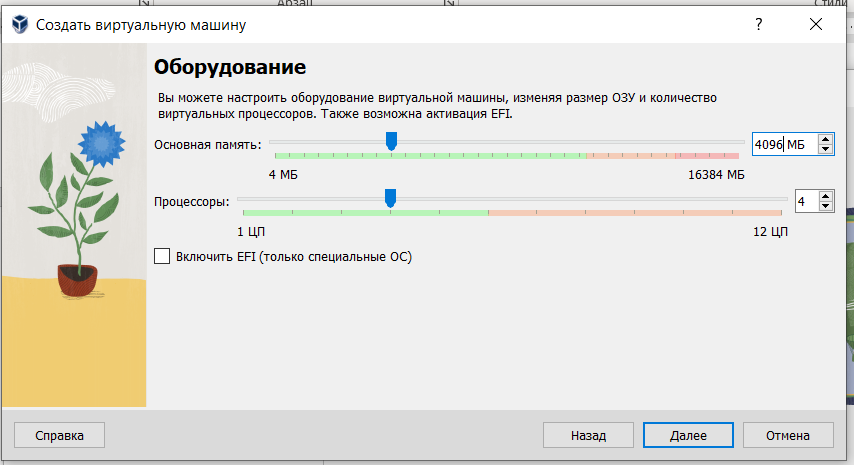 Абзац
Стили
Создать виртуальную машину
?
Оборудование
Вы можете настроить оборудование виртуальной машины, изменяя размер ОЗУ и количество
виртуальных процессоров. Также возможна активация EFI.
Основная память:
4096 МБ
4 МБ
16384 МБ
Процессоры:
4
1 ЦП
12 ЦП
Включить EFI (только специальные ОС)
Справка
Назад
Далее
Отмена